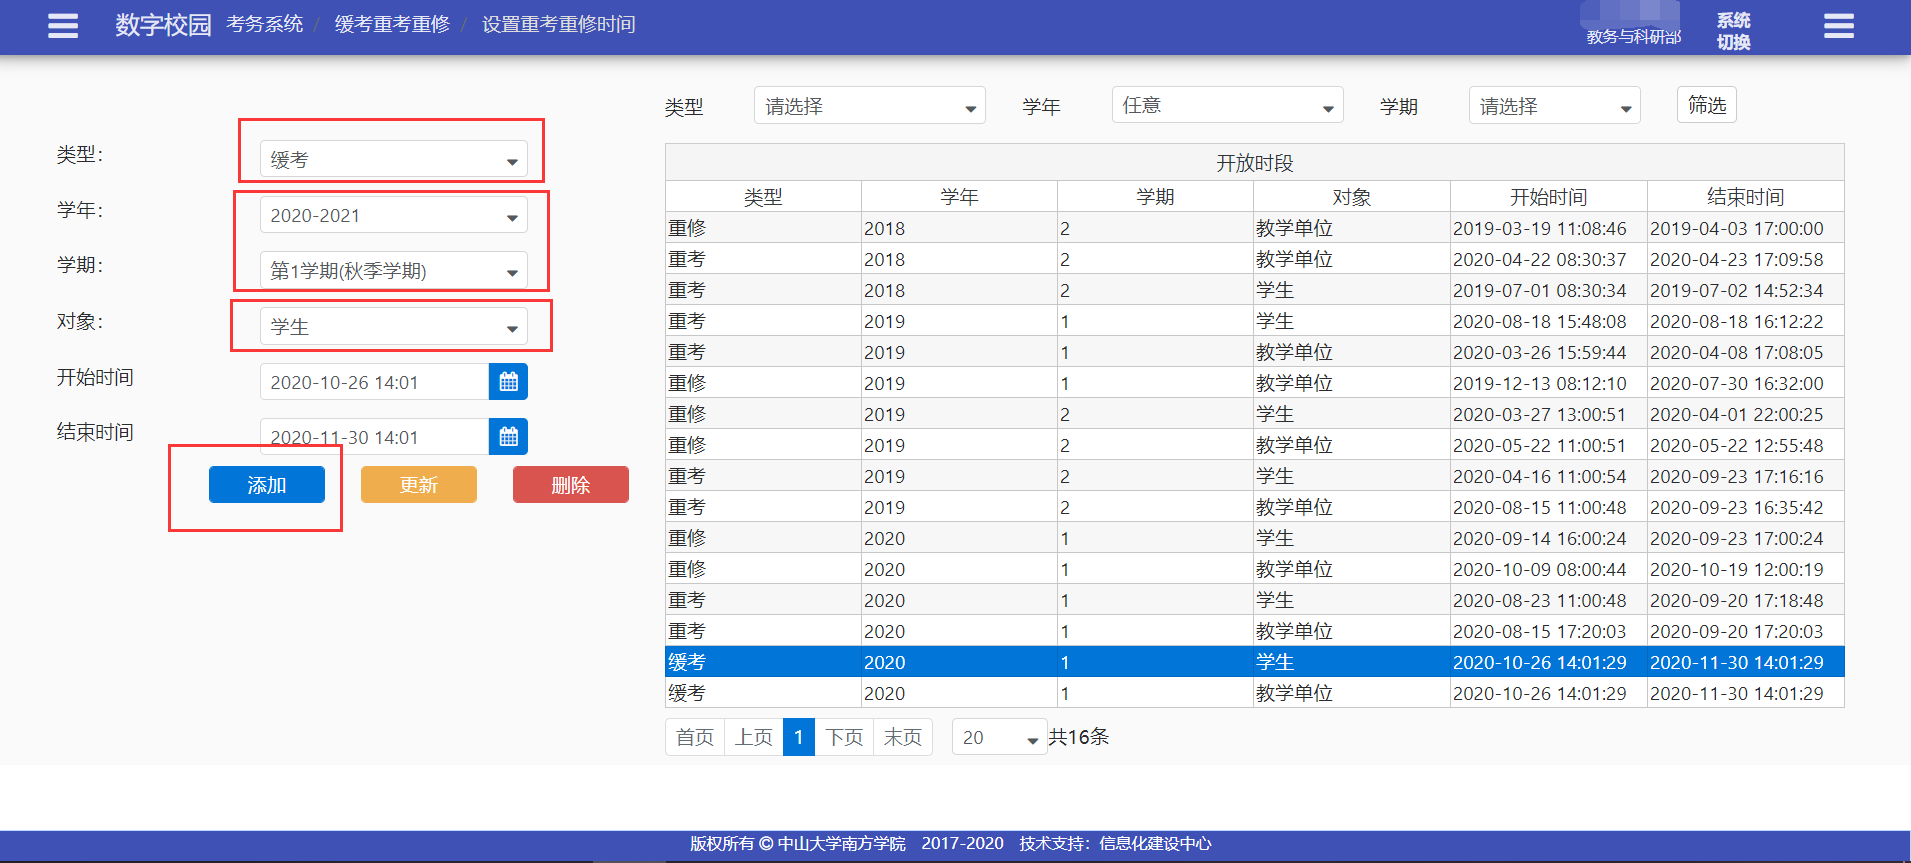 数字校园 考务系统 / 缓考重考重修 / 设置重考重修时间
教务与科研部
系统
切换
类型 请选择 学年 任意 学期 请选择 筛选
类型： 缓考
学年： 2020-2021
学期： 第1学期(秋季学期)
对象： 学生
开始时间 2020-10-26 14:01
结束时间 2020-11-30 14:01
添加 更新 删除
开放时段
类型 学年 学期 对象 开始时间 结束时间
重修 2018 2 教学单位 2019-03-19 11:08:46 2019-04-03 17:00:00
重考 2018 2 教学单位 2020-04-22 08:30:37 2020-04-23 17:09:58
重考 2018 2 学生 2019-07-01 08:30:34 2019-07-02 14:52:34
重考 2019 1 学生 2020-08-18 15:48:08 2020-08-18 16:12:22
重考 2019 1 教学单位 2020-03-26 15:59:44 2020-04-08 17:08:05
重修 2019 1 教学单位 2019-12-13 08:12:10 2020-07-30 16:32:00
重修 2019 2 学生 2020-03-27 13:00:51 2020-04-01 22:00:25
重修 2019 2 教学单位 2020-05-22 11:00:51 2020-05-22 12:55:48
重考 2019 2 学生 2020-04-16 11:00:54 2020-09-23 17:16:16
重考 2019 2 教学单位 2020-08-15 11:00:48 2020-09-23 16:35:42
重修 2020 1 学生 2020-09-14 16:00:24 2020-09-23 17:00:24
重修 2020 1 教学单位 2020-10-09 08:00:44 2020-10-19 12:00:19
重考 2020 1 学生 2020-08-23 11:00:48 2020-09-20 17:18:48
重考 2020 1 教学单位 2020-08-15 17:20:03 2020-09-20 17:20:03
缓考 2020 1 学生 2020-10-26 14:01:29 2020-11-30 14:01:29
缓考 2020 1 教学单位 2020-10-26 14:01:29 2020-11-30 14:01:29
首页 上页 1 下页 末页 20 共16条
版权所有 © 中山大学南方学院 2017-2020 技术支持：信息化建设中心